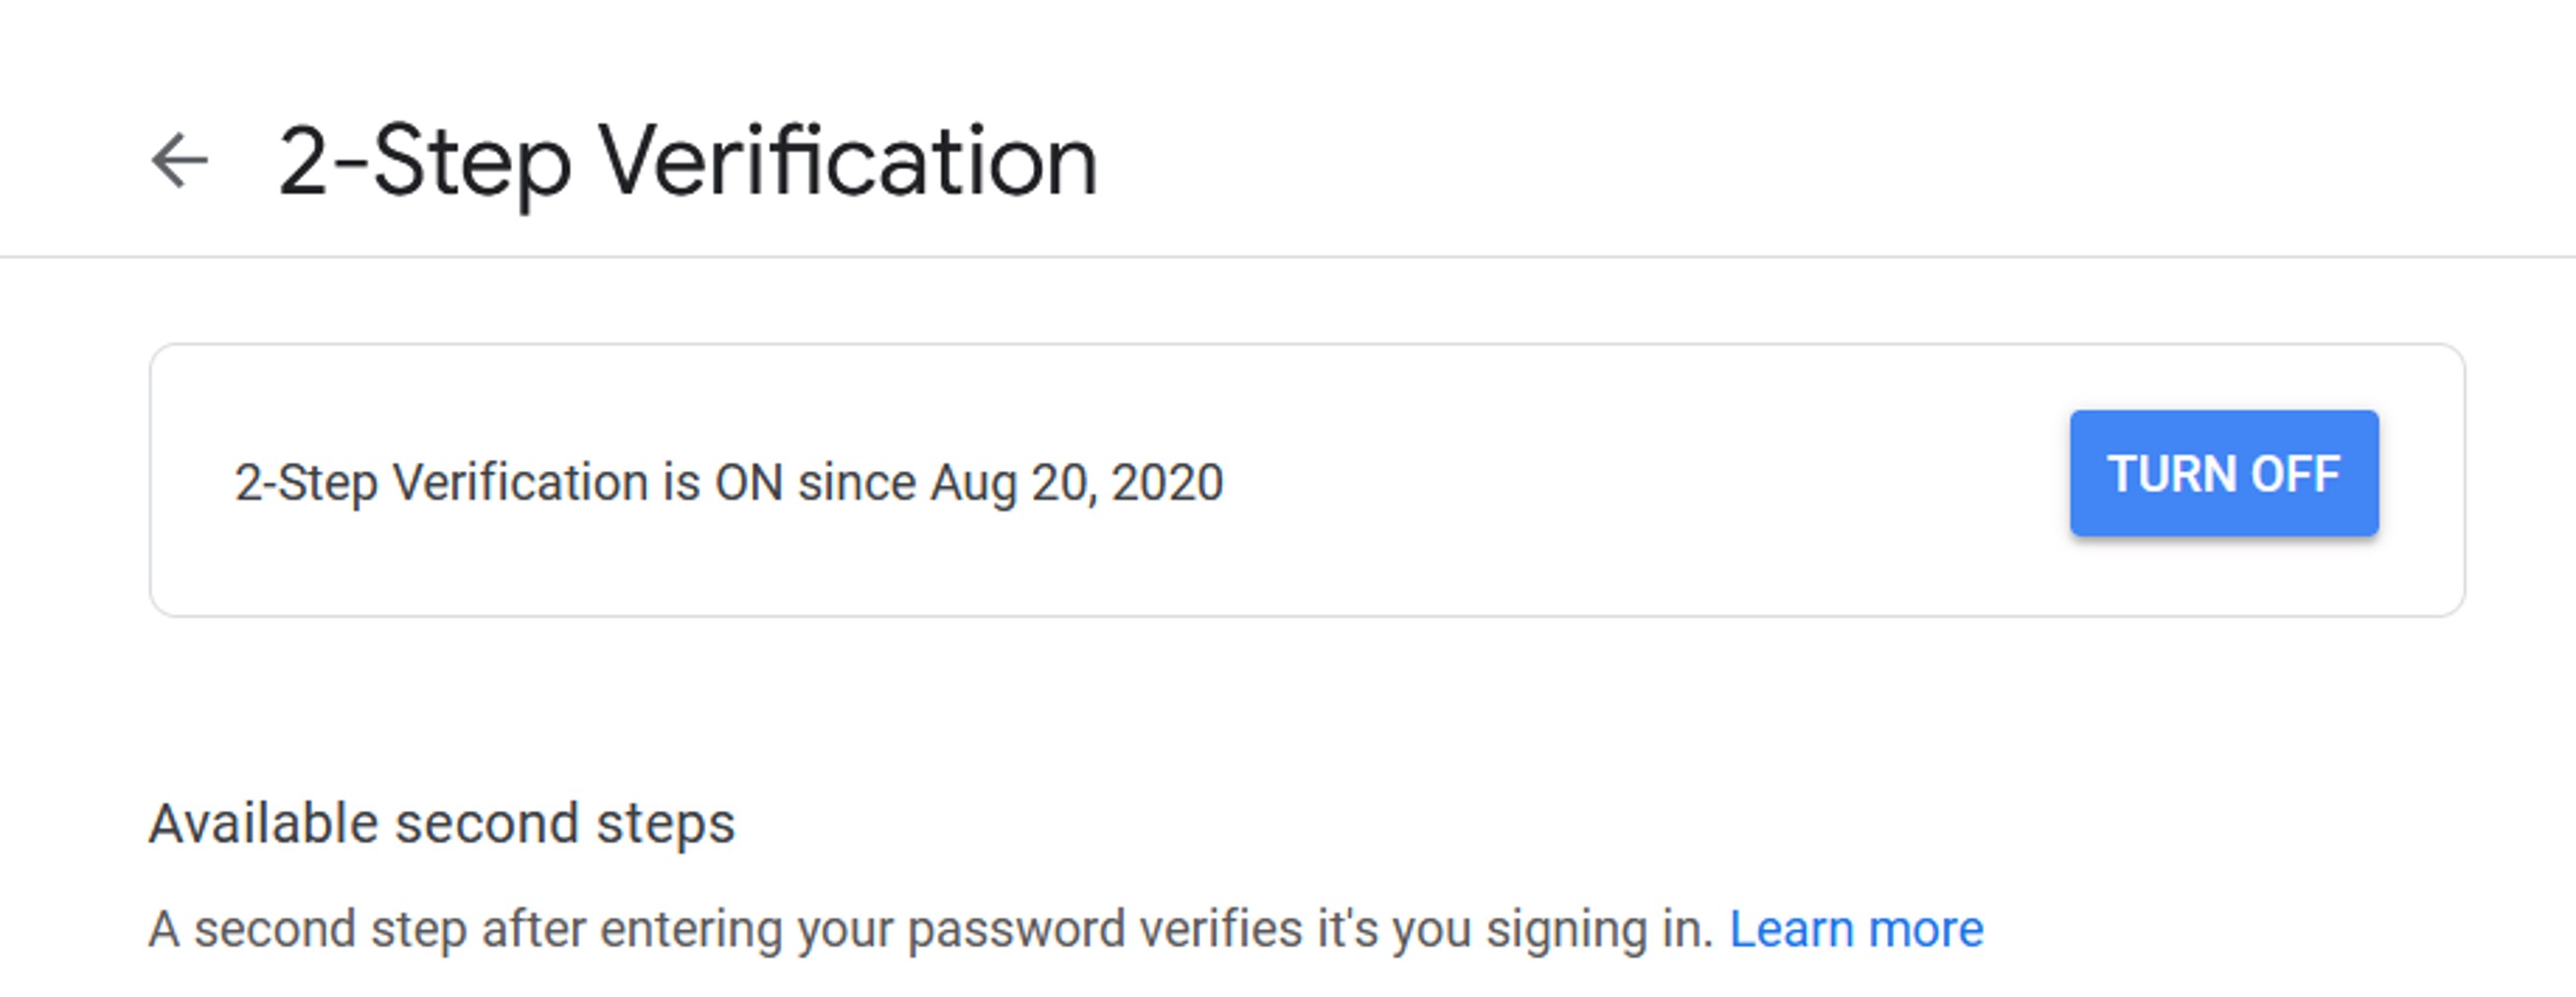 2-Step Verification
2-Step Verification is ON since Aug 20, 2020
TURN OFF
Available second steps
A second step after entering your password verifies it's you signing in. Learn more